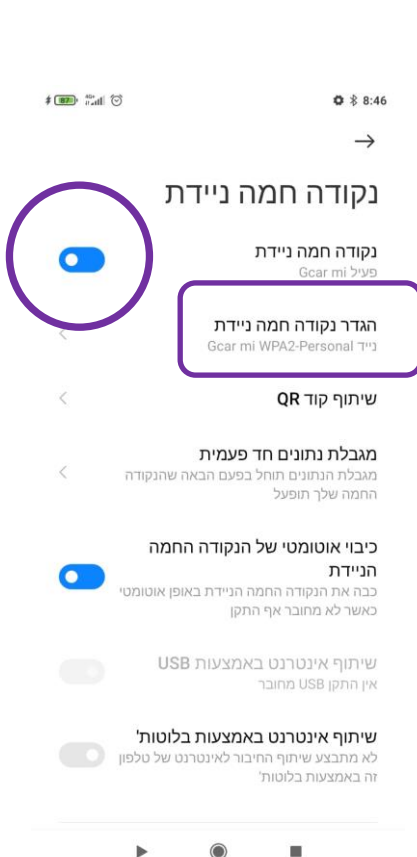 87 4G+ 8:46
נקודה חמה ניידת
נקודה חמה ניידת
פעיל Gcar mi
הגדר נקודה חמה ניידת
נייד Gcar mi WPA2-Personal
שיתוף קוד QR
מגבלת נתונים חד פעמית
מגבלת הנתונים תוחל בפעם הבאה שהנקודה
החמה שלך תופעל
כיבוי אוטומטי של הנקודה החמה
הניידת
כבה את הנקודה החמה הניידת באופן אוטומטי
כאשר לא מחובר אף התקן
שיתוף אינטרנט באמצעות USB
אין התקן USB מחובר
שיתוף אינטרנט באמצעות בלוטות'
לא מתבצע שיתוף החיבור לאינטרנט של טלפון
זה באמצעות בלוטות'